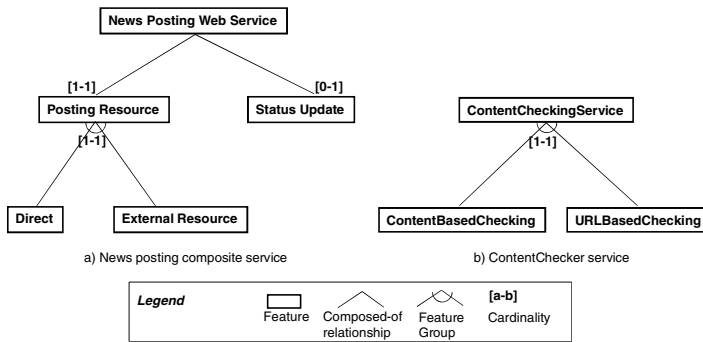 News Posting Web Service
[1-1]
[0-1]
Posting Resource
Status Update
[1-1]
Direct
External Resource
a) News posting composite service
ContentCheckingService
[1-1]
ContentBasedChecking
URLBasedChecking
b) ContentChecker service
Legend
Feature
Composed-of
relationship
Feature
Group
[a-b]
Cardinality